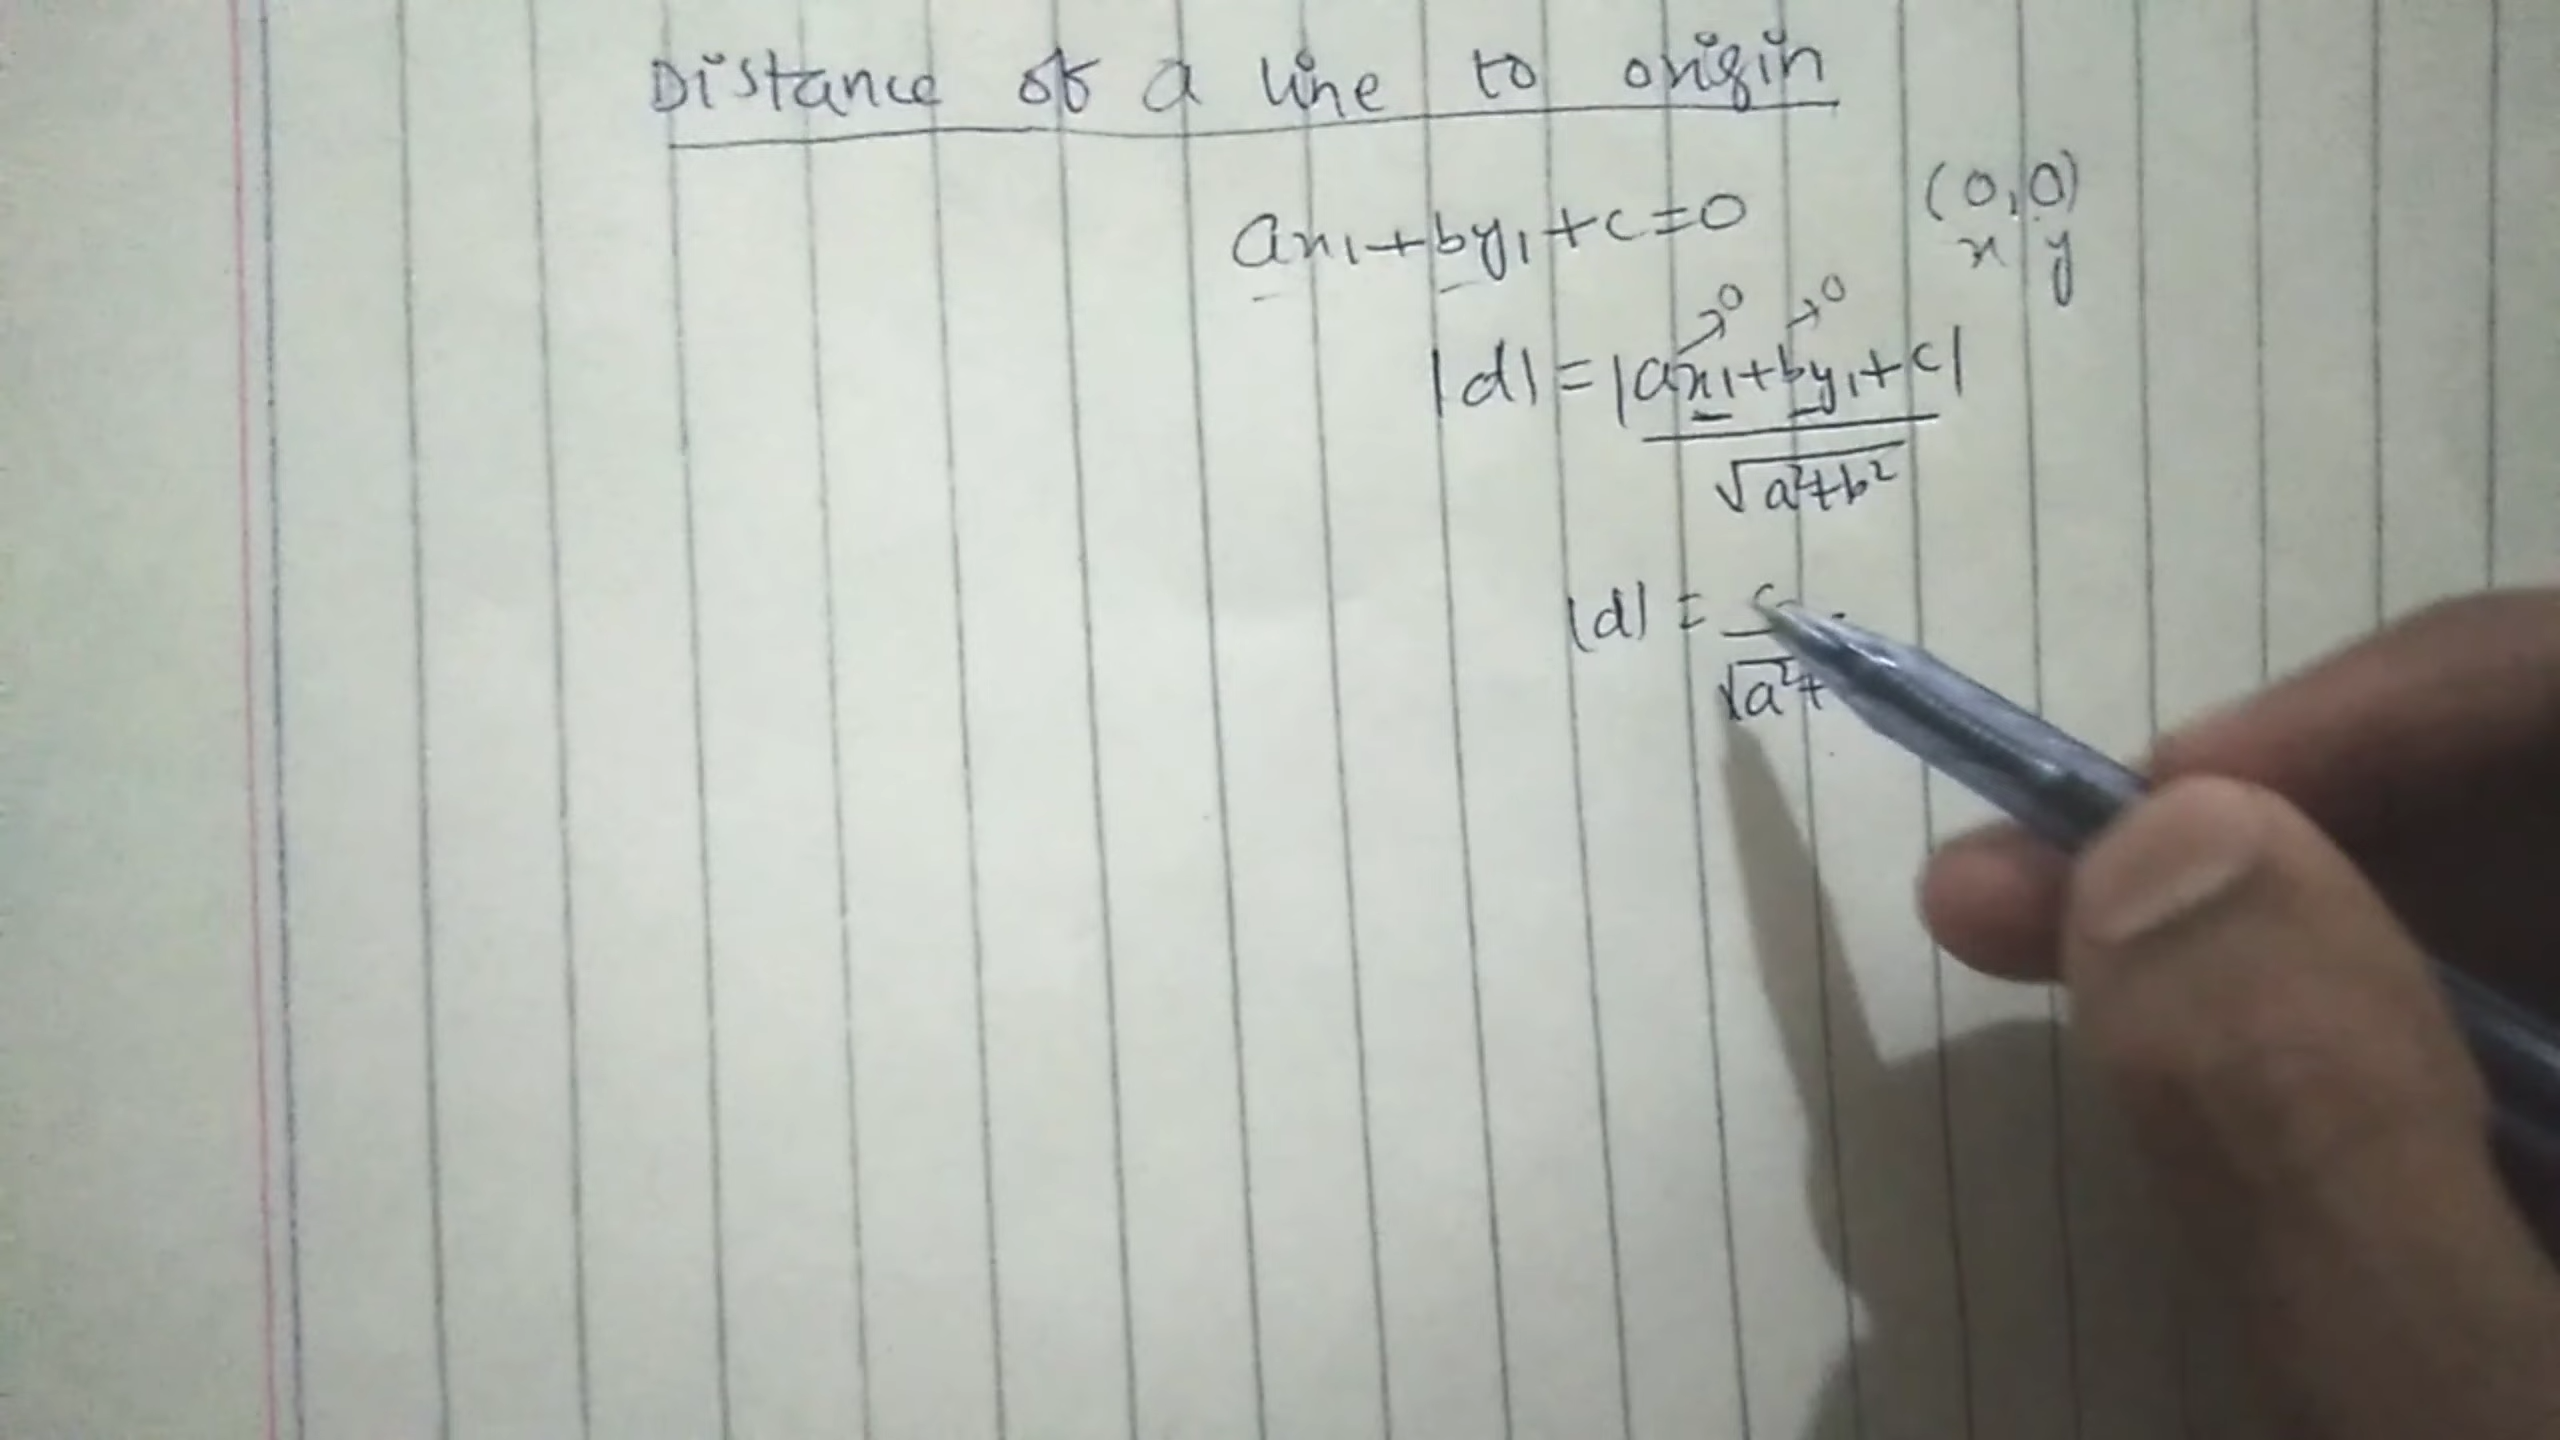 Distance of a line to origin
ax₁+by₁+c=0 (0,0)
x y
→0 →0
|d| = |ax₁+by₁+c|
√a²+b²
|d| = c
√a²+